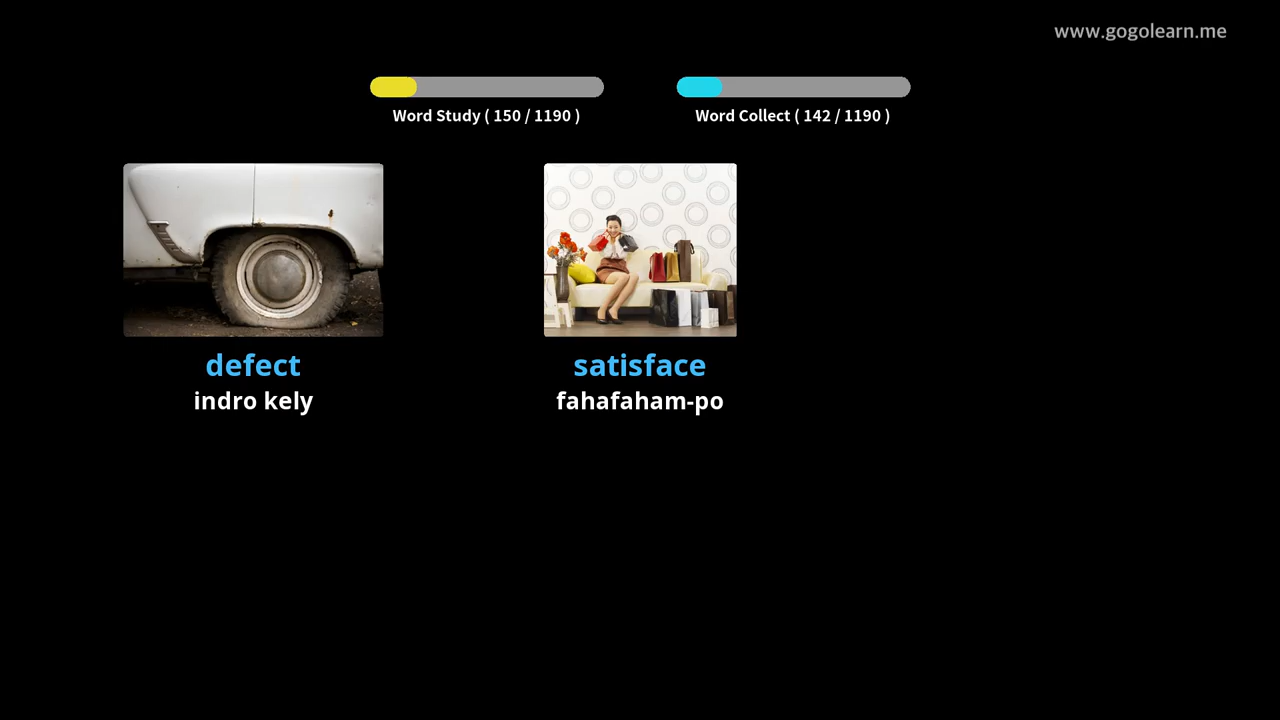 www.gogolearn.me
Word Study ( 150 / 1190 )
Word Collect ( 142 / 1190 )
defect
indro kely
satisface
fahafaham-po